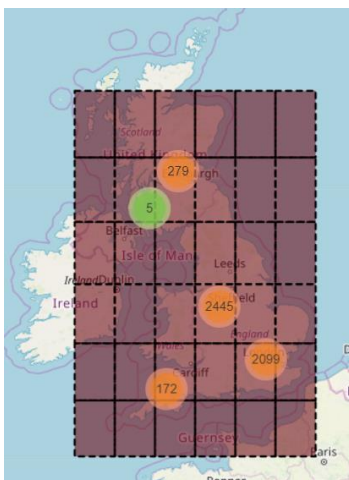 Scotland
United Kingdom
279
rgh
5
Belfast
Isle of Man
Leeds
Ireland Dublin
Ireland
2445
eld
England
Wales
2099
Cardiff
172
Guernsey
Paris